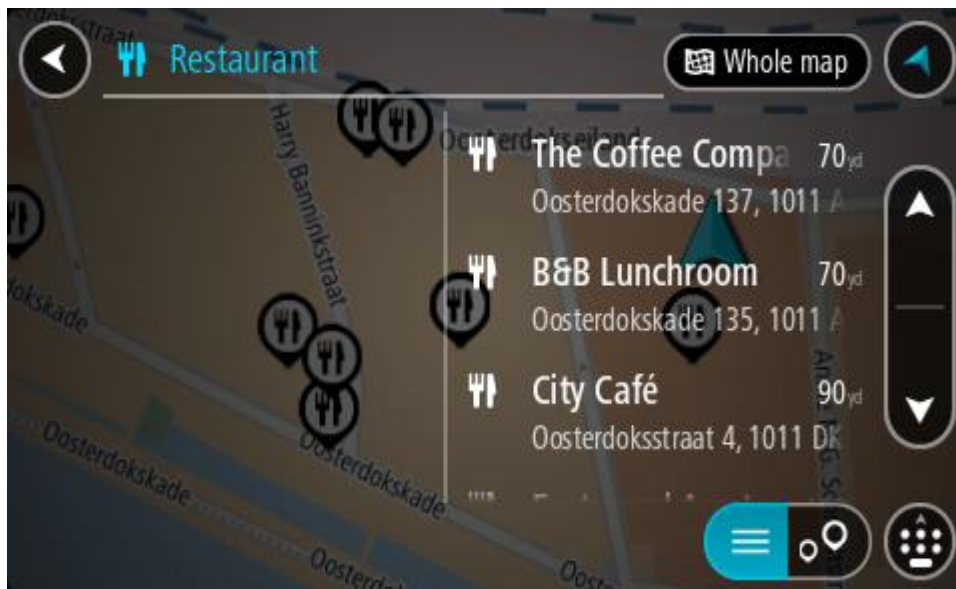 Restaurant
Whole map
Harry Banninkstraat
Oosterdokseiland
The Coffee Compa 70yd
Oosterdokskade 137, 1011 A
B&B Lunchroom 70yd
Oosterdokskade 135, 1011 A
City Café 90yd
Oosterdoksstraat 4, 1011 DK
dokskade
Oosterdokskade
Oosterdokskade